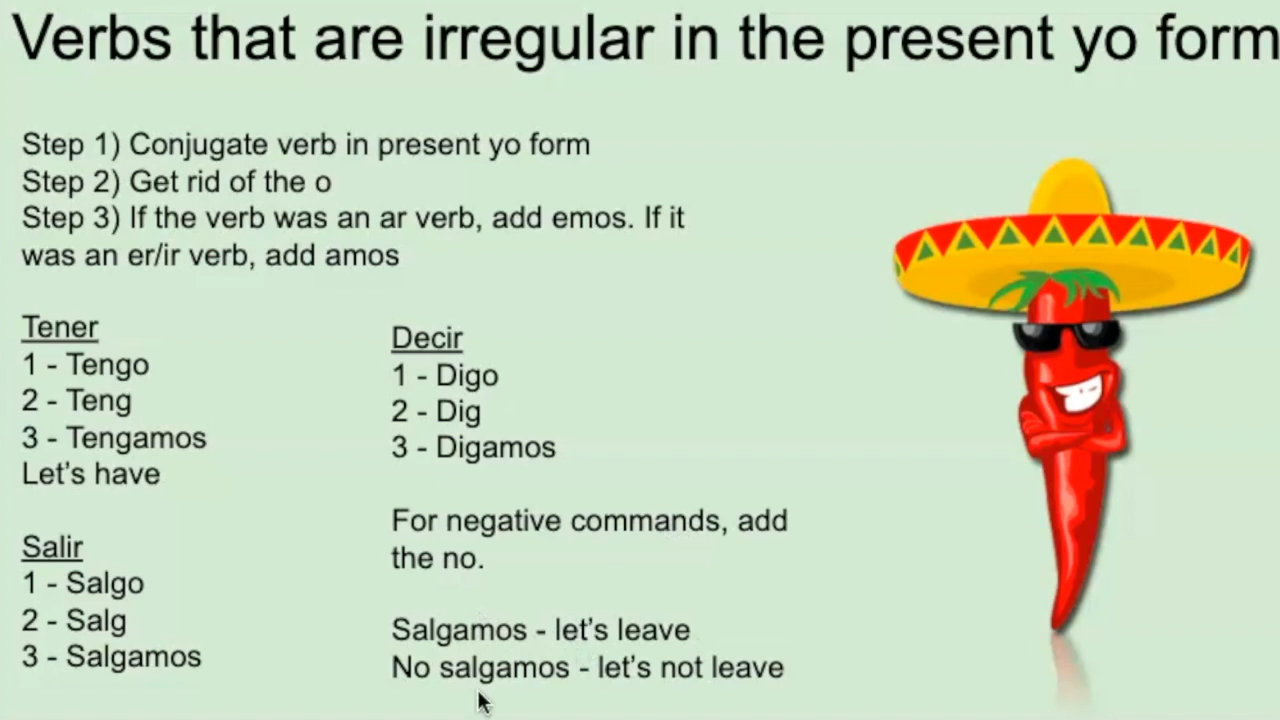 Verbs that are irregular in the present yo form
Step 1) Conjugate verb in present yo form
Step 2) Get rid of the o
Step 3) If the verb was an ar verb, add emos. If it
was an er/ir verb, add amos
Tener
1 - Tengo
2 - Teng
3 - Tengamos
Let's have
Salir
1 - Salgo
2 - Salg
3 - Salgamos
Decir
1 - Digo
2 - Dig
3 - Digamos
For negative commands, add
the no.
Salgamos - let's leave
No salgamos - let's not leave